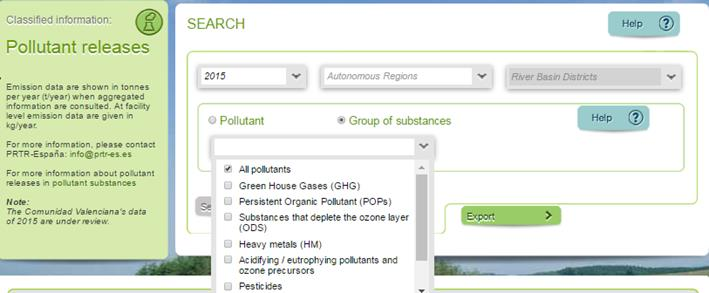 Classified information:
Pollutant releases
Emission data are shown in tonnes
per year (t/year) when aggregated
information are consulted. At facility
level emission data are given in
kg/year.
For more information, please contact
PRTR-España: info@prtr-es.es
For more information about pollutant
releases in pollutant substances
Note:
The Comunidad Valenciana's data
of 2015 are under review.
SEARCH
Help ?
2015
Autonomous Regions
River Basin Districts
Pollutant
Group of substances
Help ?
All pollutants
Green House Gases (GHG)
Persistent Organic Pollutant (POPs)
Substances that deplete the ozone layer
(ODS)
Heavy metals (HM)
Acidifying / eutrophying pollutants and
ozone precursors
Pesticides
Se
Export >